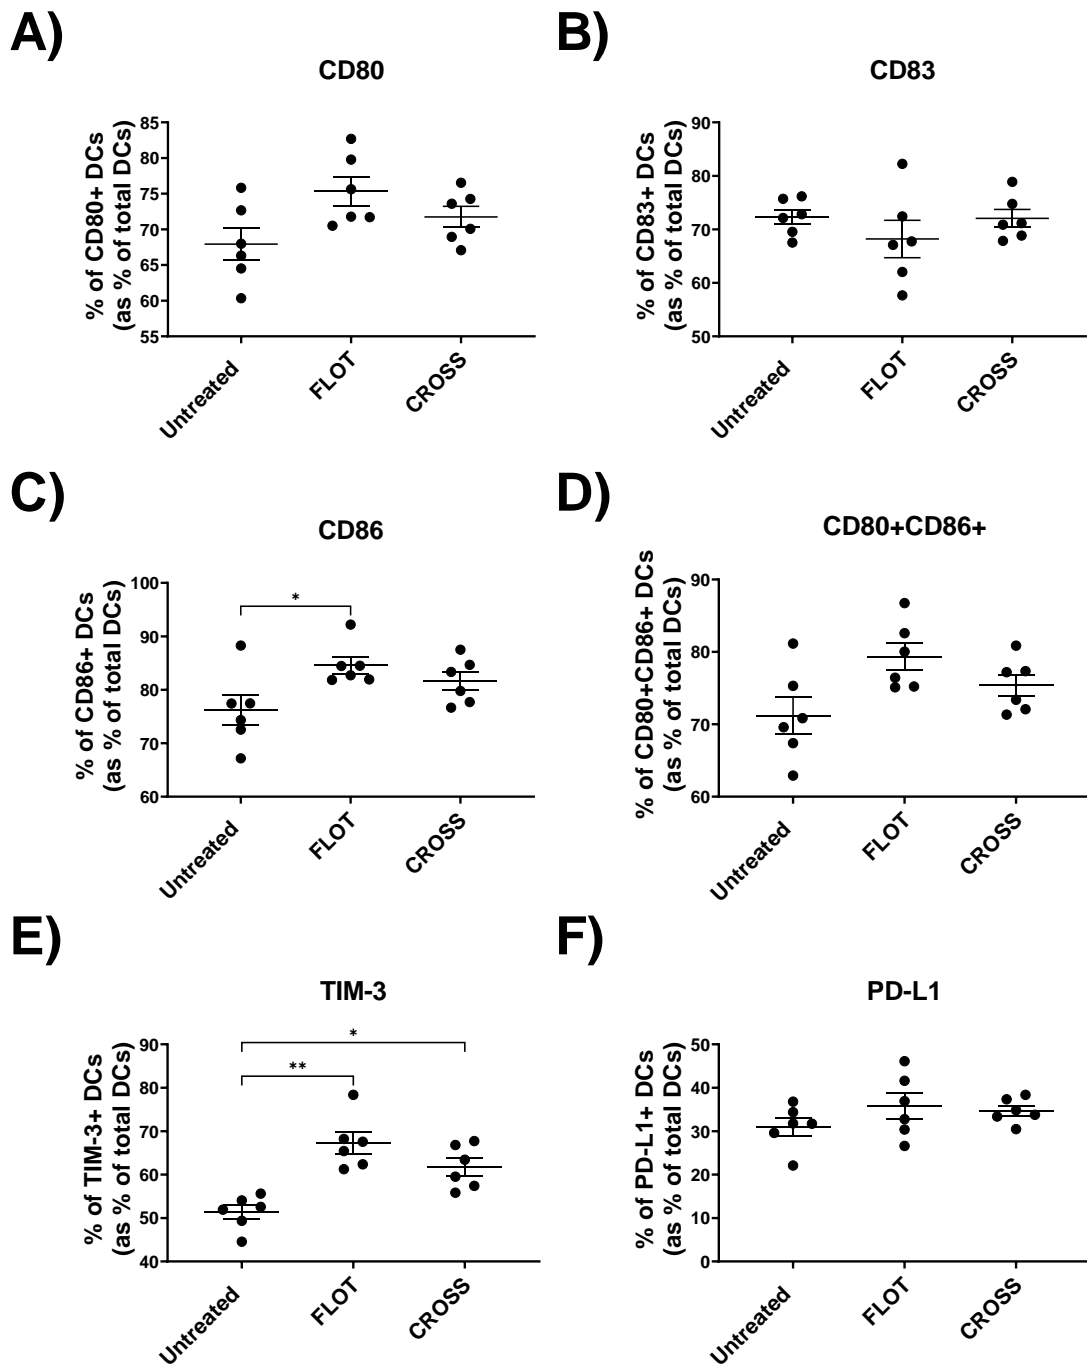 A)
CD80
% of CD80+ DCs
(as % of total DCs)
85
80
75
70
65
60
55
Untreated
FLOT
CROSS
B)
CD83
% of CD83+ DCs
(as % of total DCs)
90
80
70
60
50
Untreated
FLOT
CROSS
C)
CD86
% of CD86+ DCs
(as % of total DCs)
100
90
80
70
60
*
Untreated
FLOT
CROSS
D)
CD80+CD86+
% of CD80+CD86+ DCs
(as % of total DCs)
90
80
70
60
Untreated
FLOT
CROSS
E)
TIM-3
% of TIM-3+ DCs
(as % of total DCs)
90
80
70
60
50
40
*
**
Untreated
FLOT
CROSS
F)
PD-L1
% of PD-L1+ DCs
(as % of total DCs)
50
40
30
20
10
0
Untreated
FLOT
CROSS